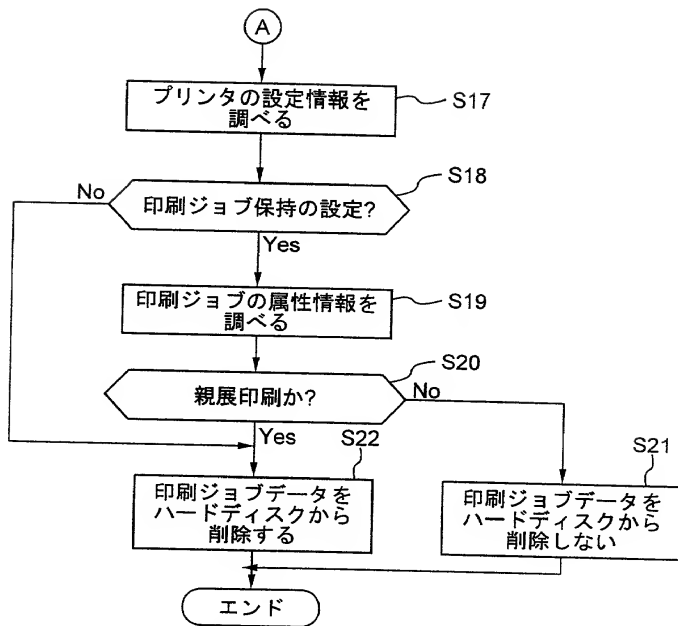 A
プリンタの設定情報を
調べる
S17
S18
No
印刷ジョブ保持の設定?
Yes
印刷ジョブの属性情報を
調べる
S19
S20
親展印刷か?
No
Yes
S22
S21
印刷ジョブデータを
ハードディスクから
削除する
印刷ジョブデータを
ハードディスクから
削除しない
エンド